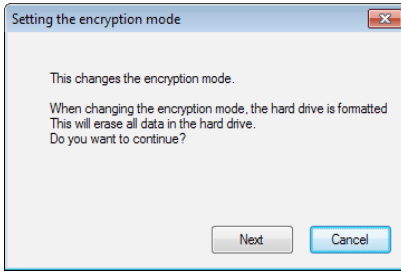 Setting the encryption mode
This changes the encryption mode.
When changing the encryption mode, the hard drive is formatted
This will erase all data in the hard drive.
Do you want to continue?
Next
Cancel